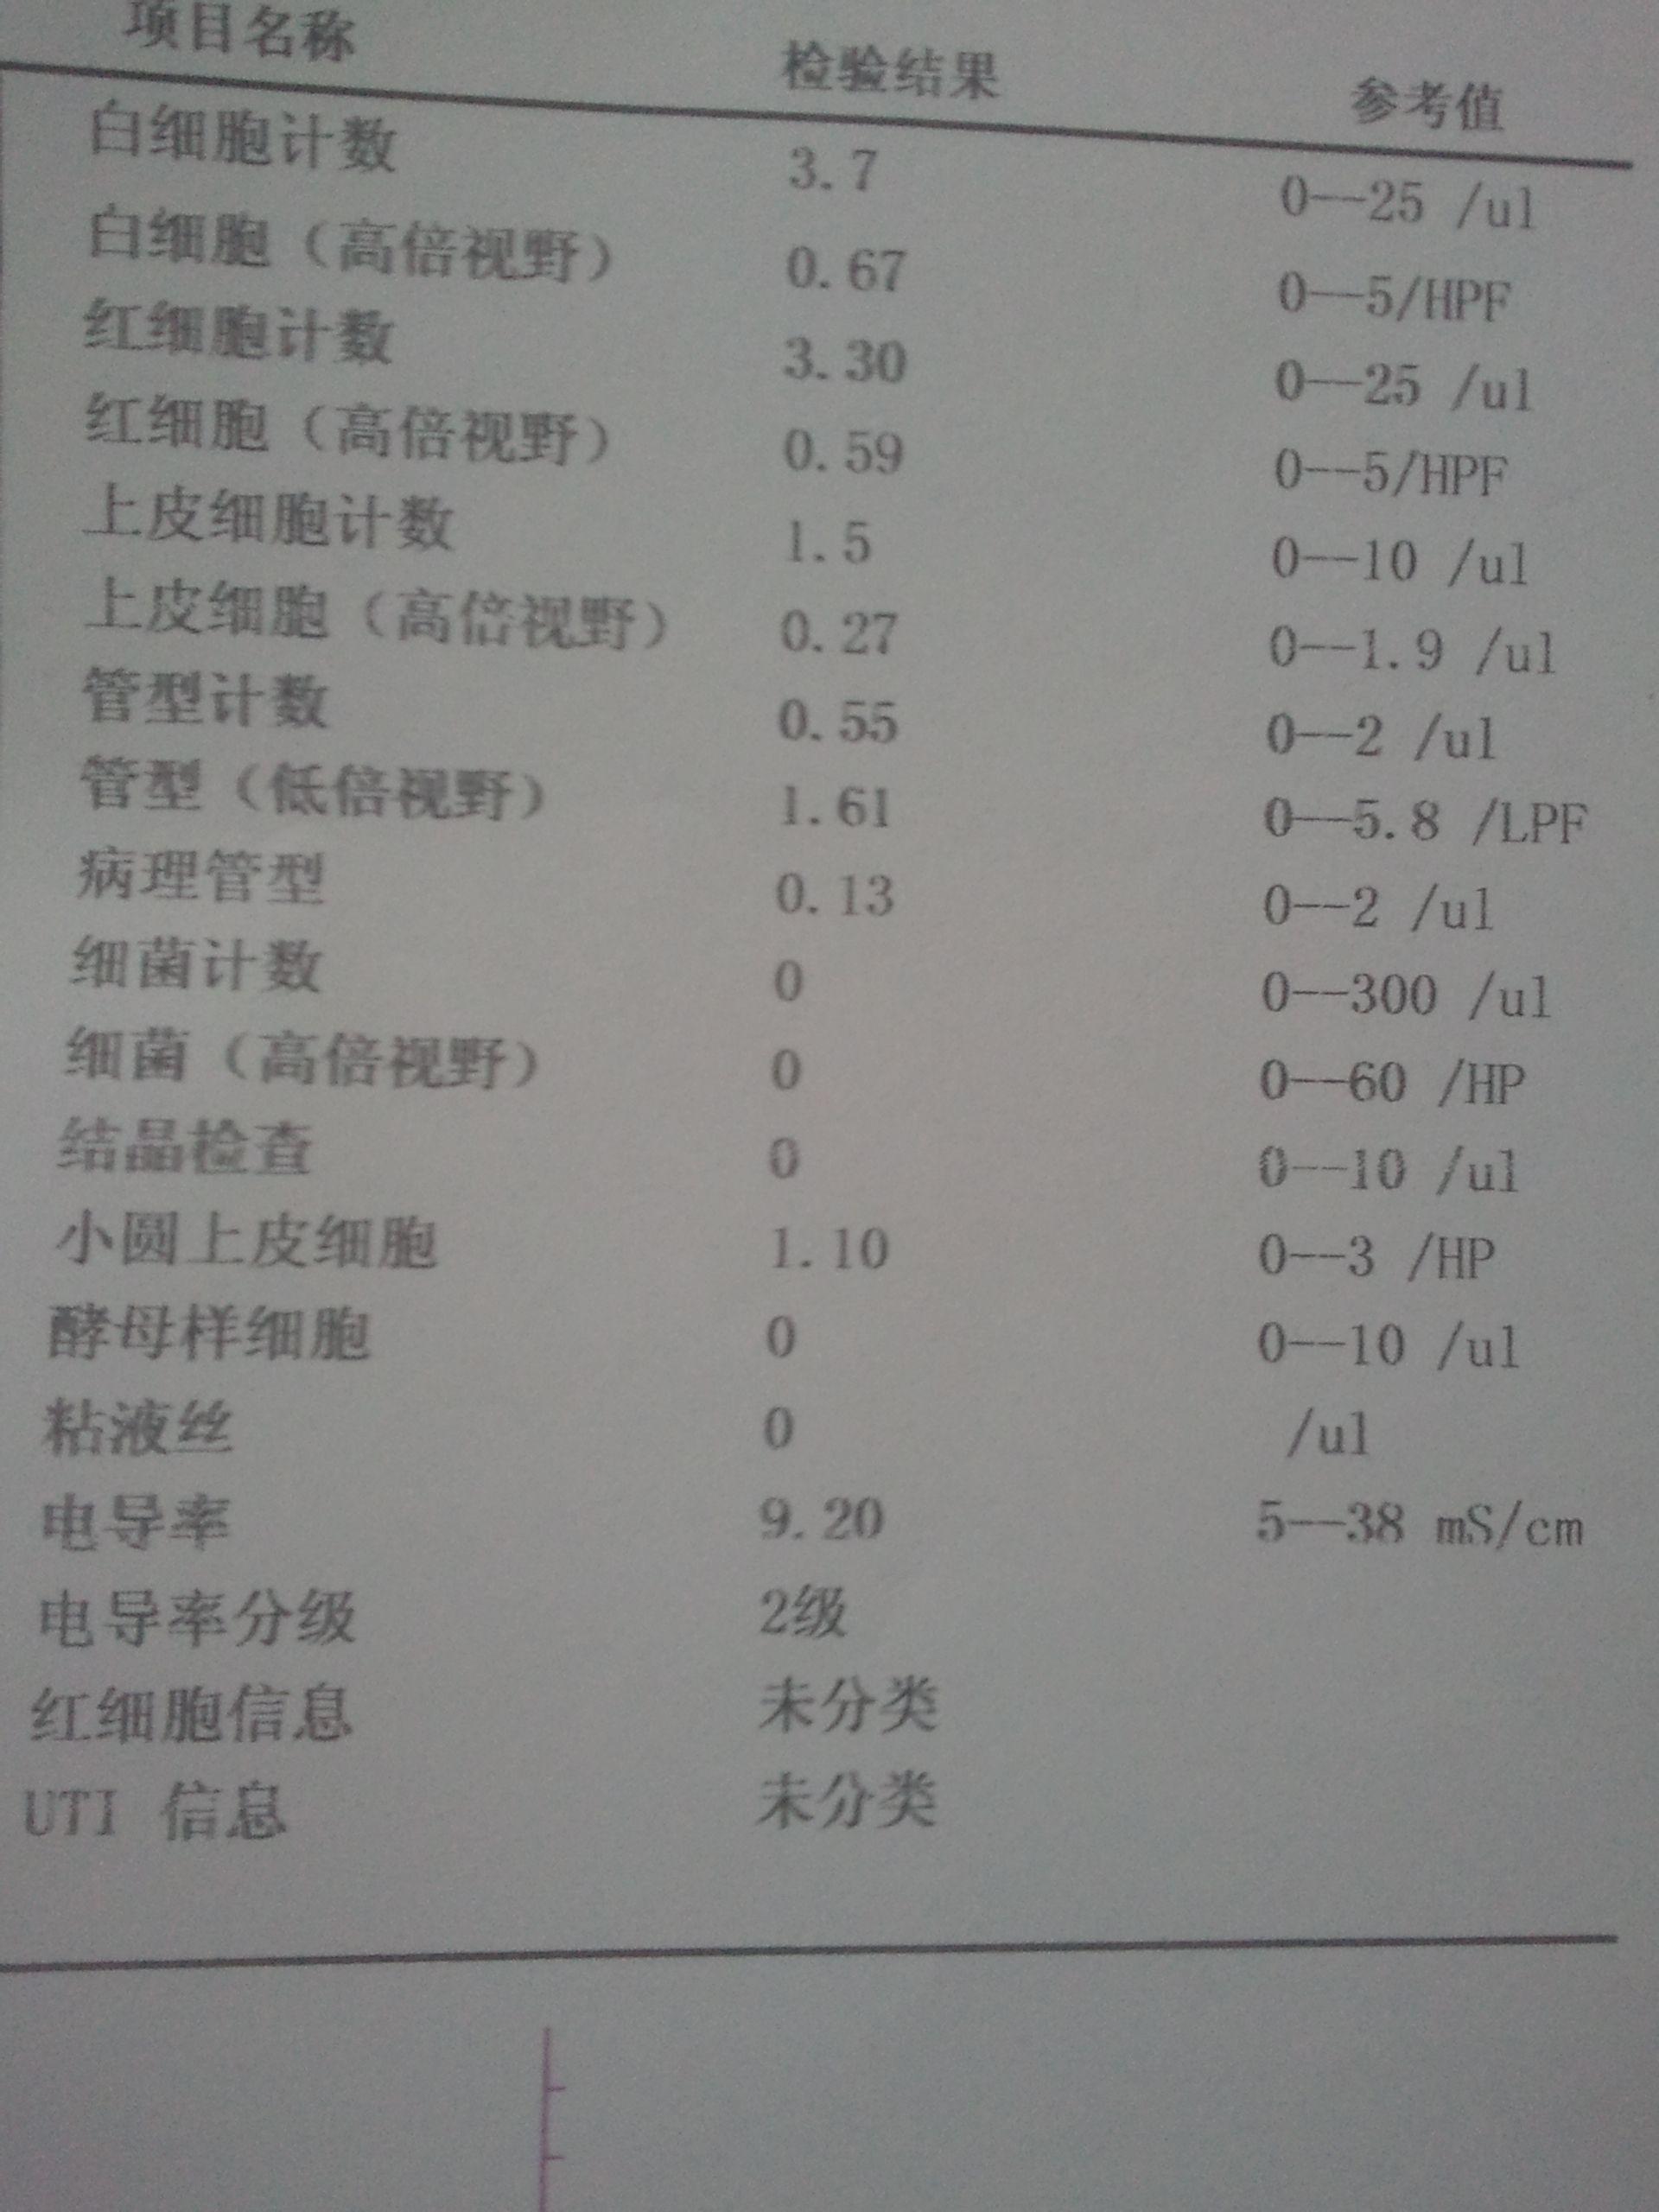 项目名称 检验结果 参考值
白细胞计数 3.7 0—25 /ul
白细胞（高倍视野） 0.67 0—5/HPF
红细胞计数 3.30 0—25 /ul
红细胞（高倍视野） 0.59 0—5/HPF
上皮细胞计数 1.5 0—10 /ul
上皮细胞（高倍视野） 0.27 0—1.9 /ul
管型计数 0.55 0—2 /ul
管型（低倍视野） 1.61 0—5.8 /LPF
病理管型 0.13 0—2 /ul
细菌计数 0 0—300 /ul
细菌（高倍视野） 0 0—60 /HP
结晶检查 0 0—10 /ul
小圆上皮细胞 1.10 0—3 /HP
酵母样细胞 0 0—10 /ul
粘液丝 0 /ul
电导率 9.20 5—38 mS/cm
电导率分级 2级
红细胞信息 未分类
UTI 信息 未分类